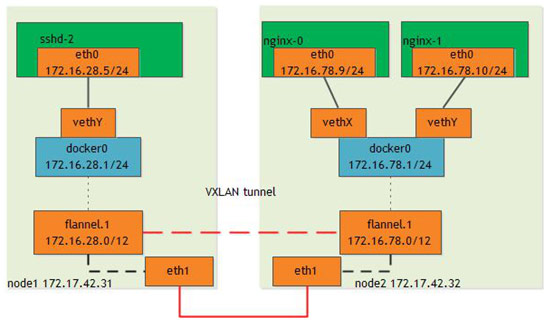 sshd-2
eth0
172.16.28.5/24
vethY
docker0
172.16.28.1/24
flannel.1
172.16.28.0/12
eth1
node1 172.17.42.31
VXLAN tunnel
nginx-0
eth0
172.16.78.9/24
nginx-1
eth0
172.16.78.10/24
vethX
vethY
docker0
172.16.78.1/24
flannel.1
172.16.78.0/12
eth1
node2 172.17.42.32